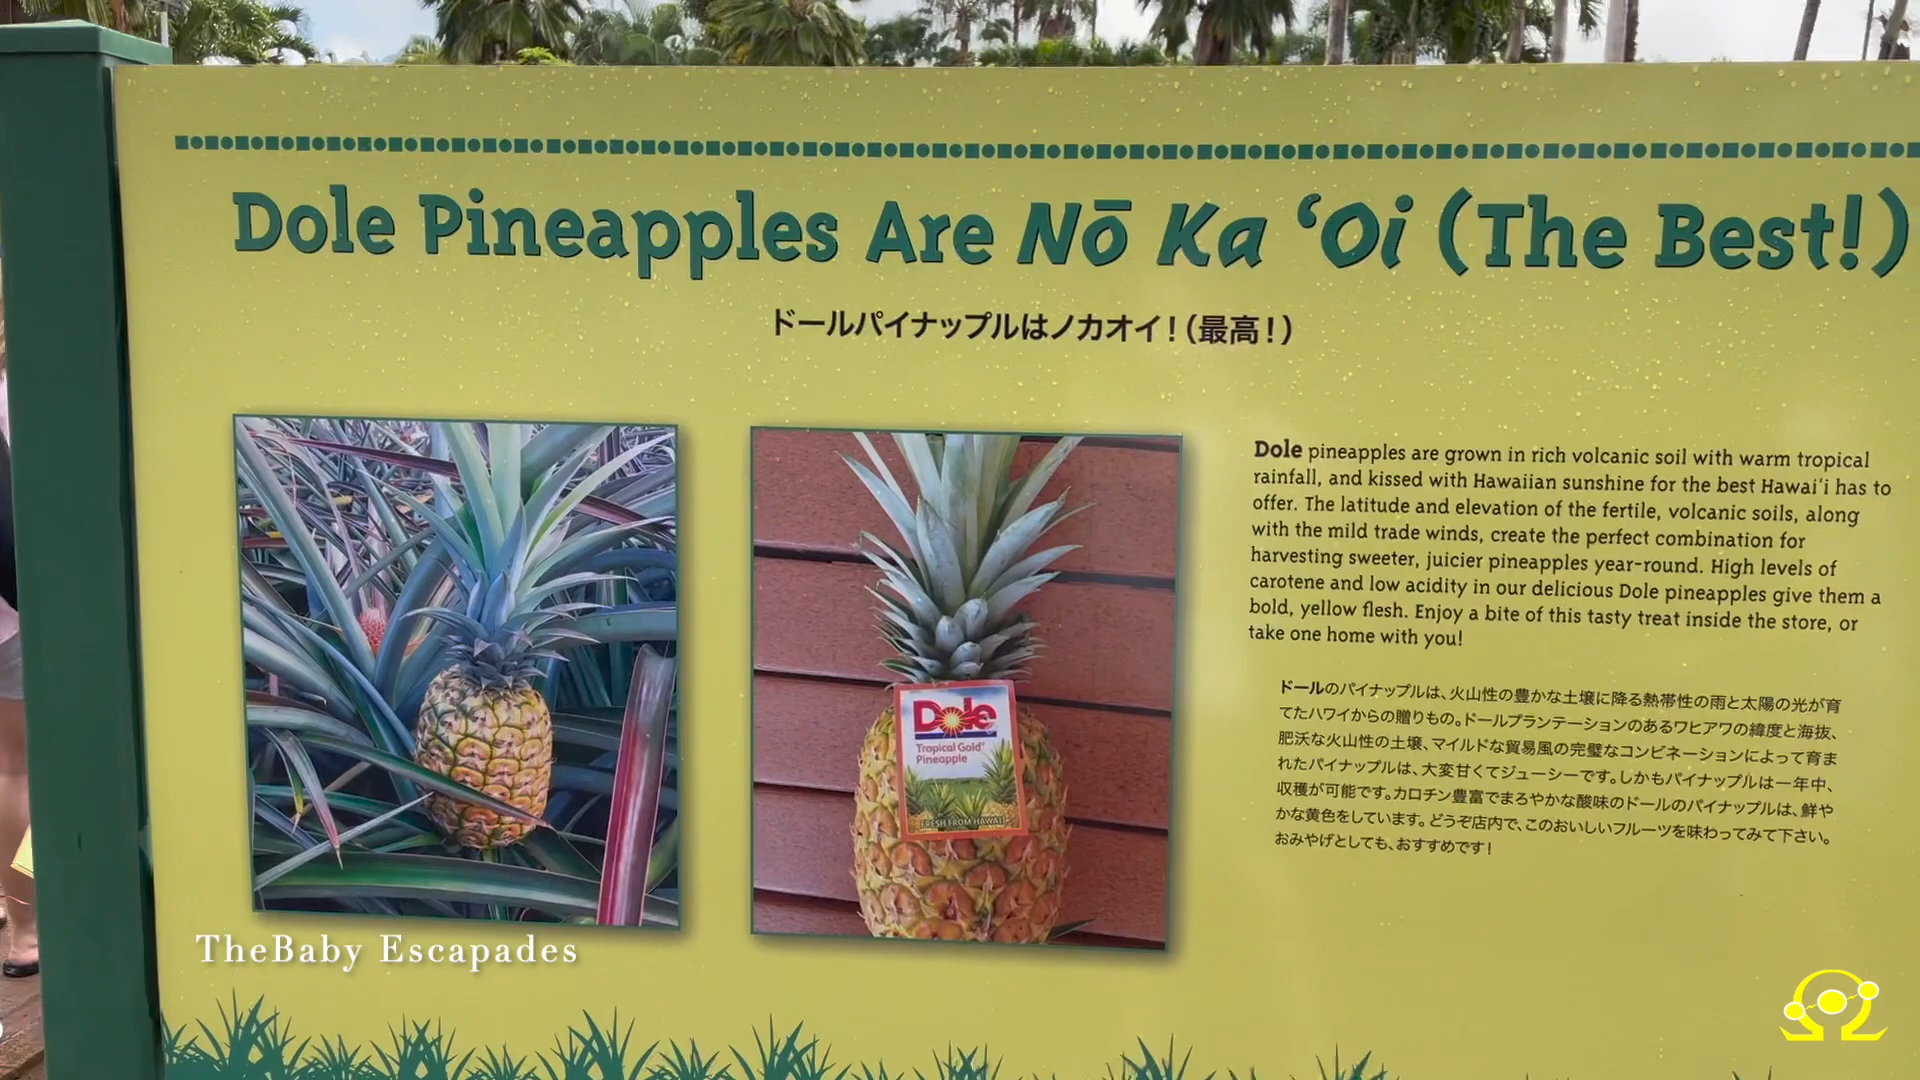 Dole Pineapples Are Nō Ka ‘Oi (The Best!)
ドールパイナップルはノカオイ！（最高！）
Dole
Tropical Gold®
Pineapple
FRESH FROM HAWAII
Dole pineapples are grown in rich volcanic soil with warm tropical
rainfall, and kissed with Hawaiian sunshine for the best Hawai‘i has to
offer. The latitude and elevation of the fertile, volcanic soils, along
with the mild trade winds, create the perfect combination for
harvesting sweeter, juicier pineapples year-round. High levels of
carotene and low acidity in our delicious Dole pineapples give them a
bold, yellow flesh. Enjoy a bite of this tasty treat inside the store, or
take one home with you!
ドールのパイナップルは、火山性の豊かな土壌に降る熱帯性の雨と太陽の光が育
てたハワイからの贈りもの。ドールプランテーションのあるワヒアワの緯度と海抜、
肥沃な火山性の土壌、マイルドな貿易風の完璧なコンビネーションによって育ま
れたパイナップルは、大変甘くてジューシーです。しかもパイナップルは一年中、
収穫が可能です。カロチン豊富でまろやかな酸味のドールのパイナップルは、鮮や
かな黄色をしています。どうぞ店内で、このおいしいフルーツを味わってみて下さい。
おみやげとしても、おすすめです！
TheBaby Escapades